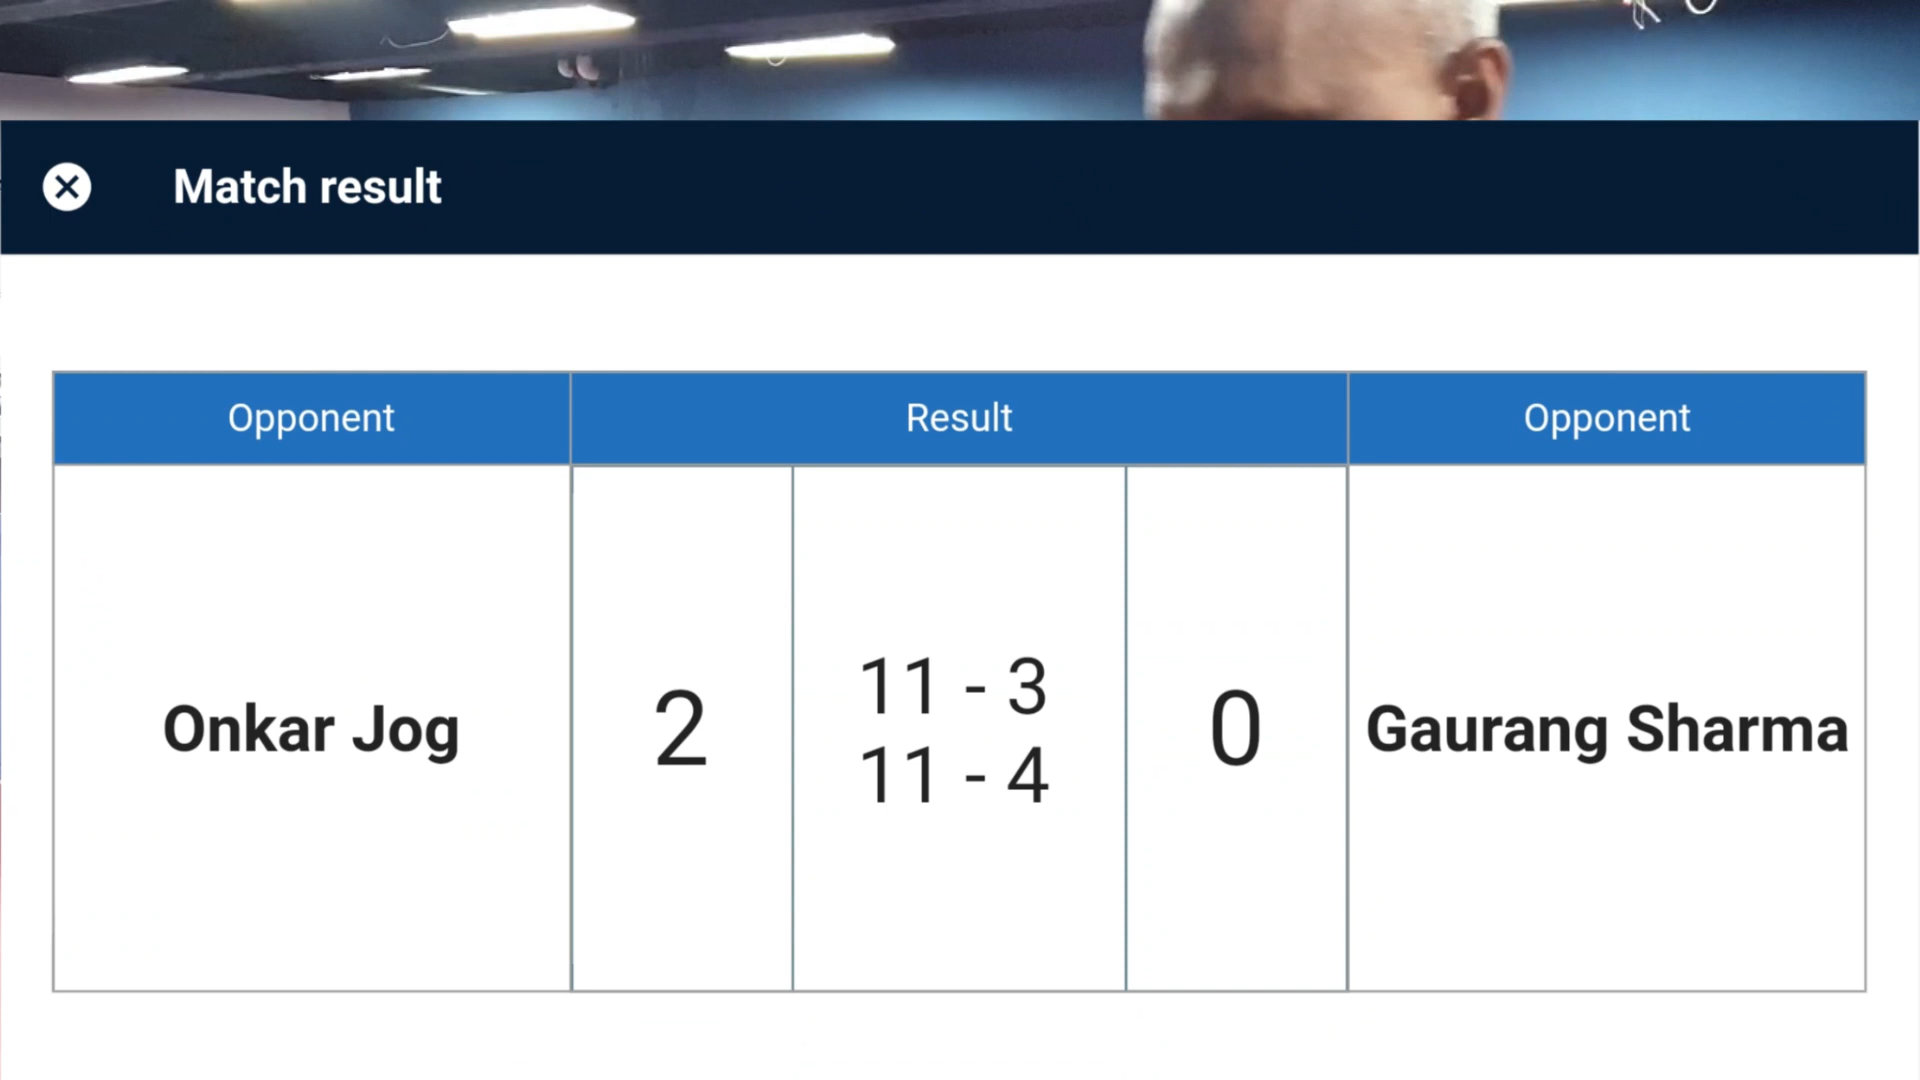 Match result
Opponent Result Opponent
Onkar Jog 2 11 - 3 0 Gaurang Sharma
11 - 4